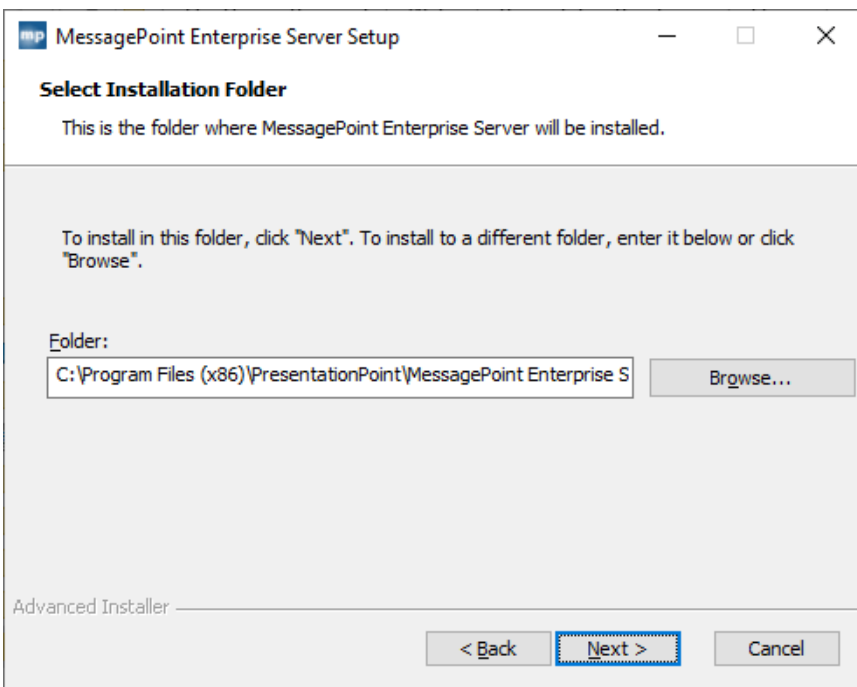 mp MessagePoint Enterprise Server Setup
Select Installation Folder
This is the folder where MessagePoint Enterprise Server will be installed.
To install in this folder, click "Next". To install to a different folder, enter it below or click
"Browse".
Folder:
C:\Program Files (x86)\PresentationPoint\MessagePoint Enterprise S
Browse...
Advanced Installer
< Back Next > Cancel